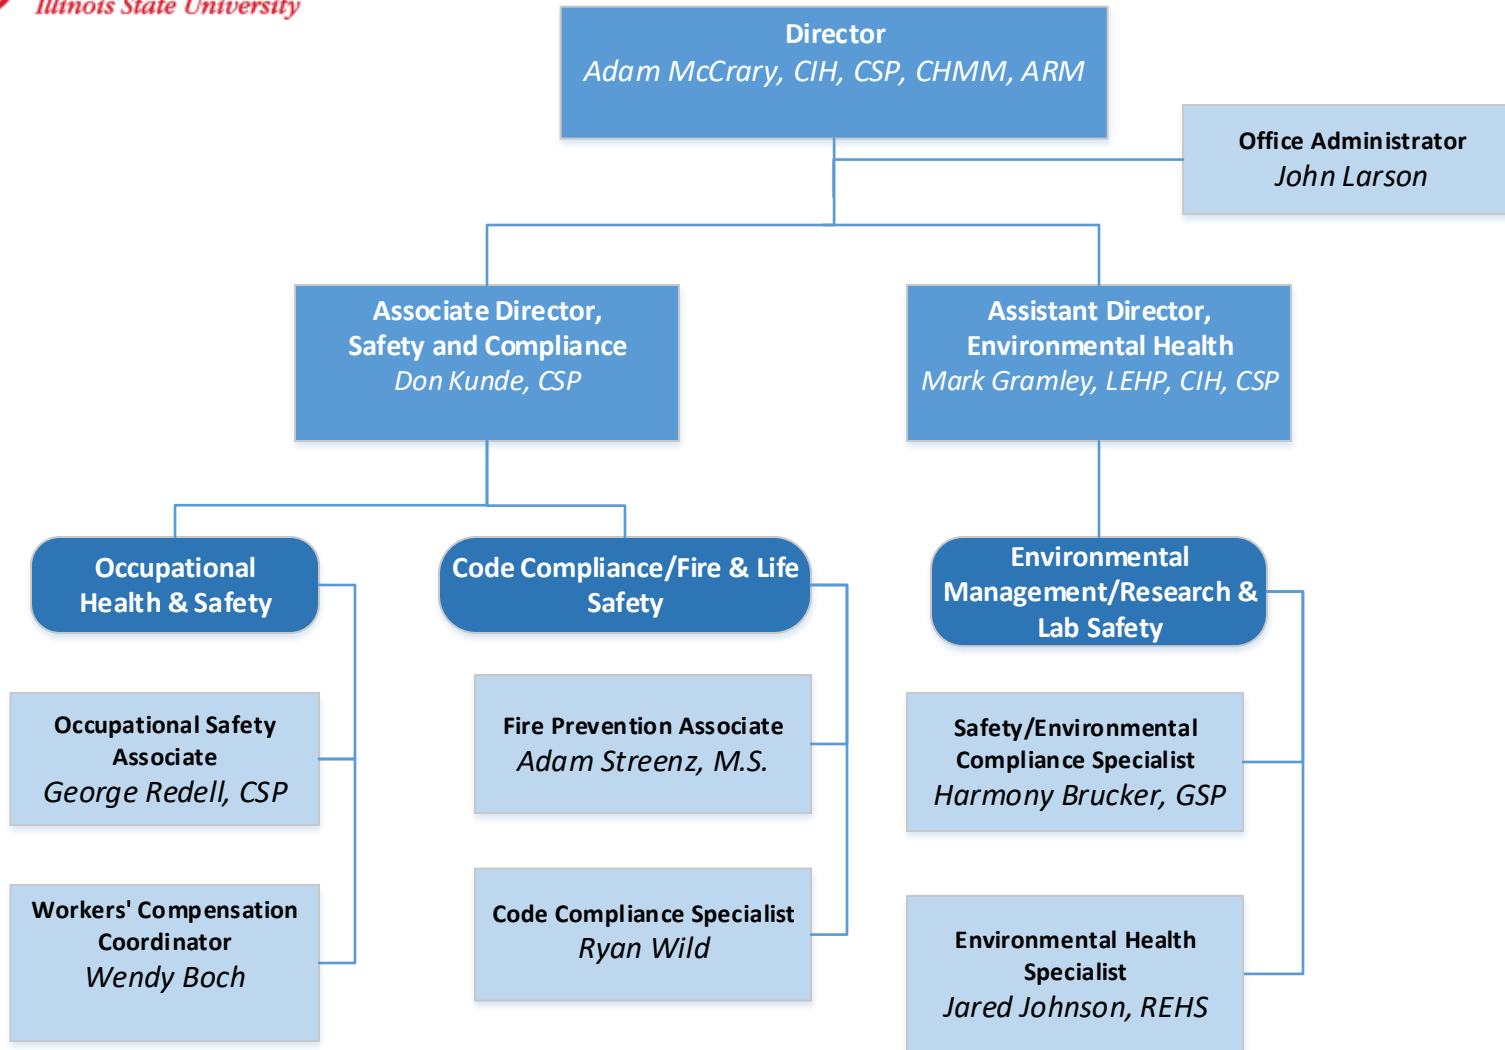 Illinois State University
Director
Adam McCrary, CIH, CSP, CHMM, ARM
Office Administrator
John Larson
Associate Director,
Safety and Compliance
Don Kunde, CSP
Assistant Director,
Environmental Health
Mark Gramley, LEHP, CIH, CSP
Occupational
Health & Safety
Code Compliance/Fire & Life
Safety
Environmental
Management/Research &
Lab Safety
Occupational Safety
Associate
George Redell, CSP
Fire Prevention Associate
Adam Streenz, M.S.
Safety/Environmental
Compliance Specialist
Harmony Brucker, GSP
Workers' Compensation
Coordinator
Wendy Boch
Code Compliance Specialist
Ryan Wild
Environmental Health
Specialist
Jared Johnson, REHS